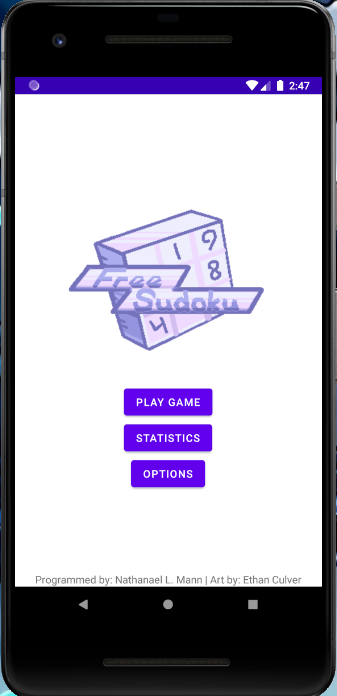 2:47
1 9
8
Free
Sudoku
4
PLAY GAME
STATISTICS
OPTIONS
Programmed by: Nathanael L. Mann | Art by: Ethan Culver